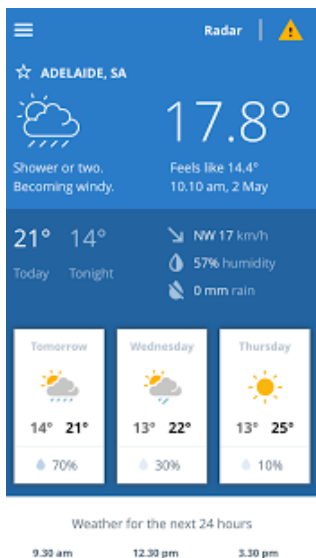 Radar
ADELAIDE, SA
17.8°
Shower or two.
Becoming windy.
Feels like 14.4°
10.10 am, 2 May
21° 14°
Today Tonight
NW 17 km/h
57% humidity
0 mm rain
Tomorrow Wednesday Thursday
14° 21° 13° 22° 13° 25°
70% 30% 10%
Weather for the next 24 hours
9.30 am 12.30 pm 3.30 pm